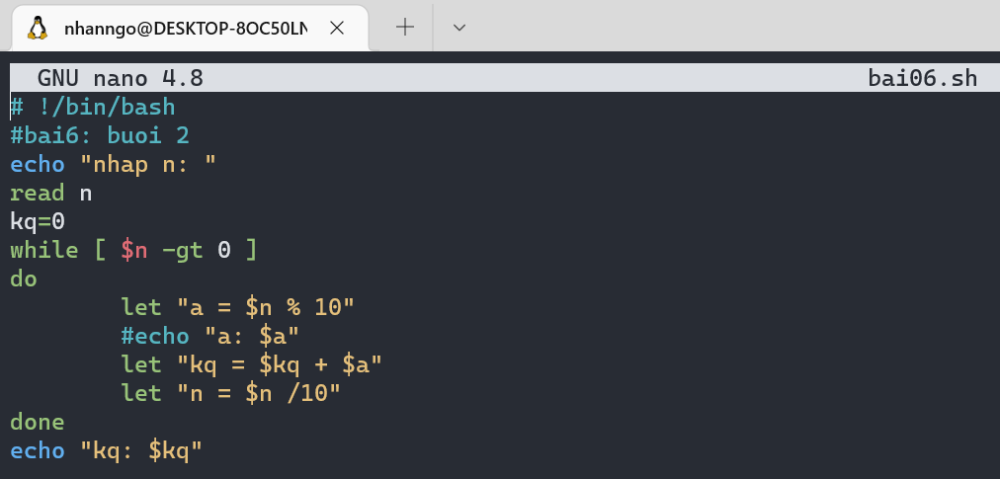 nhanngo@DESKTOP-8OC50LN
GNU nano 4.8 bai06.sh
# !/bin/bash
#bai6: buoi 2
echo "nhap n: "
read n
kq=0
while [ $n -gt 0 ]
do
        let "a = $n % 10"
        #echo "a: $a"
        let "kq = $kq + $a"
        let "n = $n /10"
done
echo "kq: $kq"